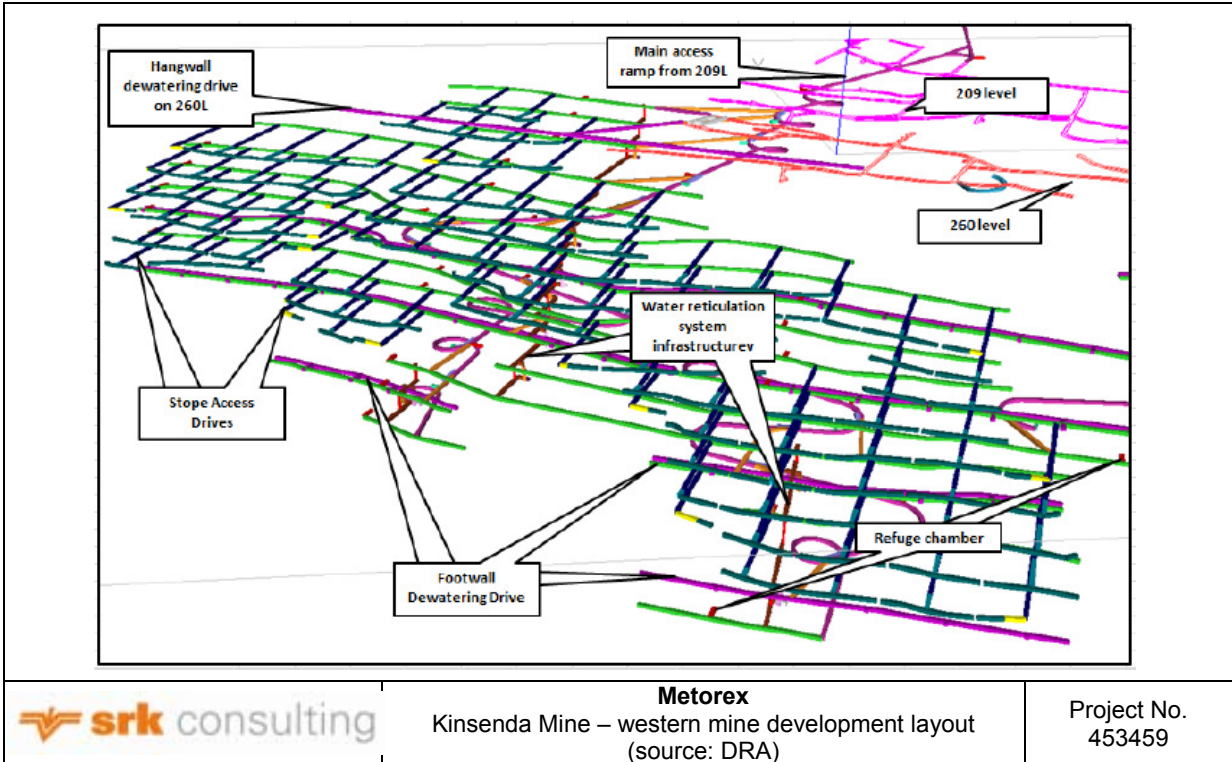 Hangwall
dewatering drive
on 260L
Main access
ramp from 209L
209 level
260 level
Water reticulation
system
infrastructurev
Stope Access
Drives
Refuge chamber
Footwall
Dewatering Drive
srk consulting
Metorex
Kinsenda Mine – western mine development layout
(source: DRA)
Project No.
453459